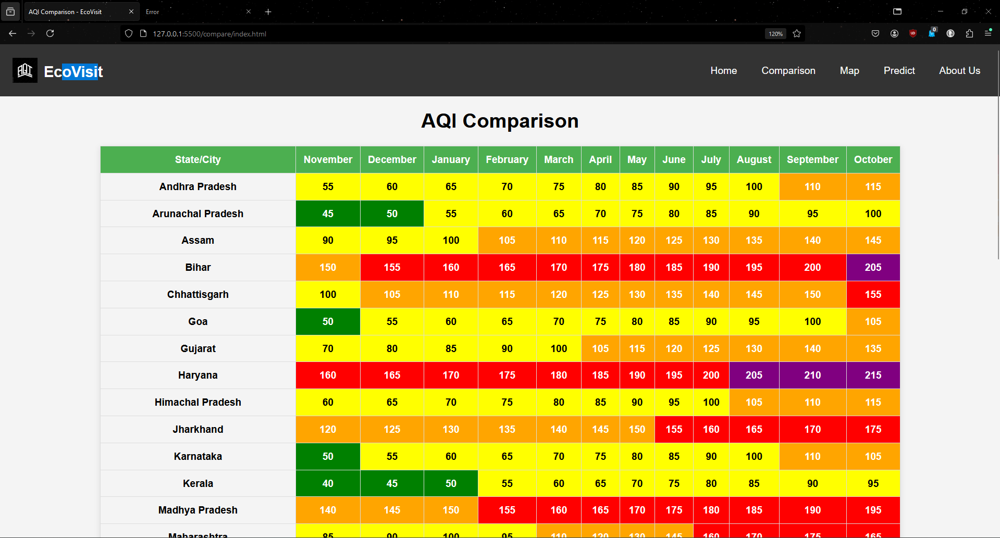 AQI Comparison - EcoVisit
Error
127.0.0.1:5500/compare/index.html
120%
0
AQI EcoVisit
Home Comparison Map Predict About Us
AQI Comparison
State/City November December January February March April May June July August September October
Andhra Pradesh 55 60 65 70 75 80 85 90 95 100 110 115
Arunachal Pradesh 45 50 55 60 65 70 75 80 85 90 95 100
Assam 90 95 100 105 110 115 120 125 130 135 140 145
Bihar 150 155 160 165 170 175 180 185 190 195 200 205
Chhattisgarh 100 105 110 115 120 125 130 135 140 145 150 155
Goa 50 55 60 65 70 75 80 85 90 95 100 105
Gujarat 70 80 85 90 100 105 115 120 125 130 140 135
Haryana 160 165 170 175 180 185 190 195 200 205 210 215
Himachal Pradesh 60 65 70 75 80 85 90 95 100 105 110 115
Jharkhand 120 125 130 135 140 145 150 155 160 165 170 175
Karnataka 50 55 60 65 70 75 80 85 90 100 110 105
Kerala 40 45 50 55 60 65 70 75 80 85 90 95
Madhya Pradesh 140 145 150 155 160 165 170 175 180 185 190 195
Maharashtra 85 90 100 95 110 120 130 145 160 170 175 165